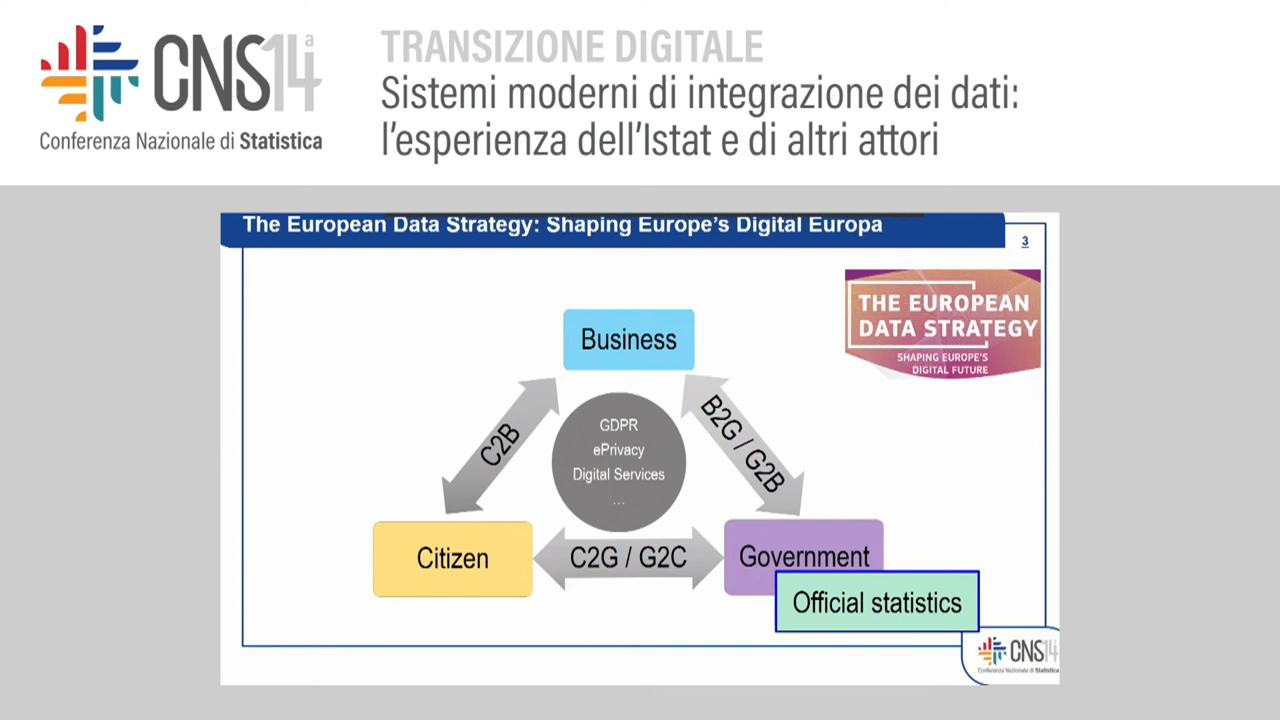 CNS14a
Conferenza Nazionale di Statistica
TRANSIZIONE DIGITALE
Sistemi moderni di integrazione dei dati:
l'esperienza dell'Istat e di altri attori
The European Data Strategy: Shaping Europe's Digital Europa
3
THE EUROPEAN
DATA STRATEGY
SHAPING EUROPE'S
DIGITAL FUTURE
Business
C2B
GDPR
ePrivacy
Digital Services
...
B2G / G2B
Citizen
C2G / G2C
Government
Official statistics
CNS14
Conferenza Nazionale di Statistica